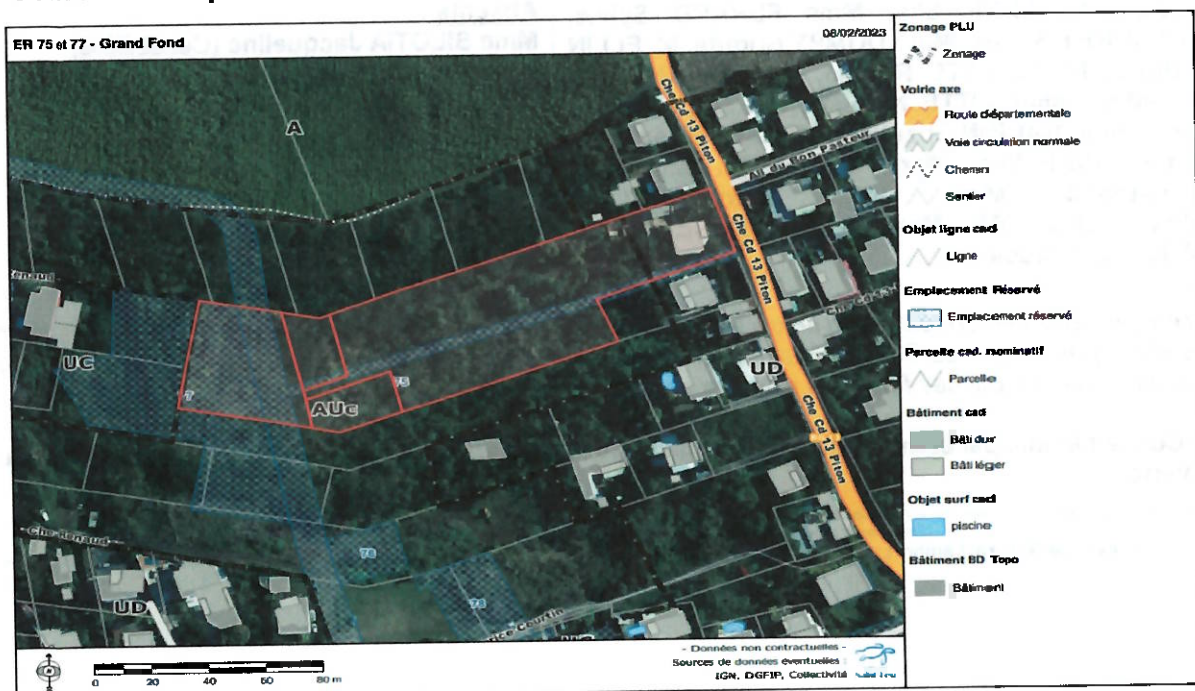 ER 75 et 77 - Grand Fond
08/02/2023
A
Che Cd 13 Piton
All du Bon Pasteur
Che Cd 13 Piton
UC
AUc
75
7
UD
Che Cd 13 Piton
76
78
Che Renaud
UD
0 20 40 60 80 m
- Données non contractuelles -
Sources de données éventuelles :
IGN, DGFIP, Collectivité
Zonage PLU
Zonage
Voirie axe
Route départementale
Voie circulation normale
Chemin
Sentier
Objet ligne cad
Ligne
Emplacement Réservé
Emplacement réservé
Parcelle cad. nominatif
Parcelle
Bâtiment cad
Bâti dur
Bâti léger
Objet surf cad
piscine
Bâtiment BD Topo
Bâtiment